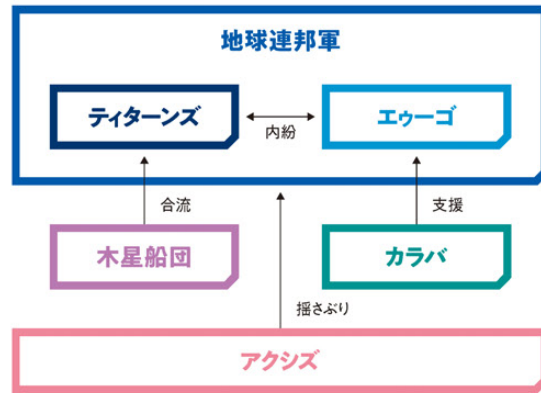 地球連邦軍
ティターンズ
内紛
エゥーゴ
合流
支援
木星船団
カラバ
揺さぶり
アクシズ